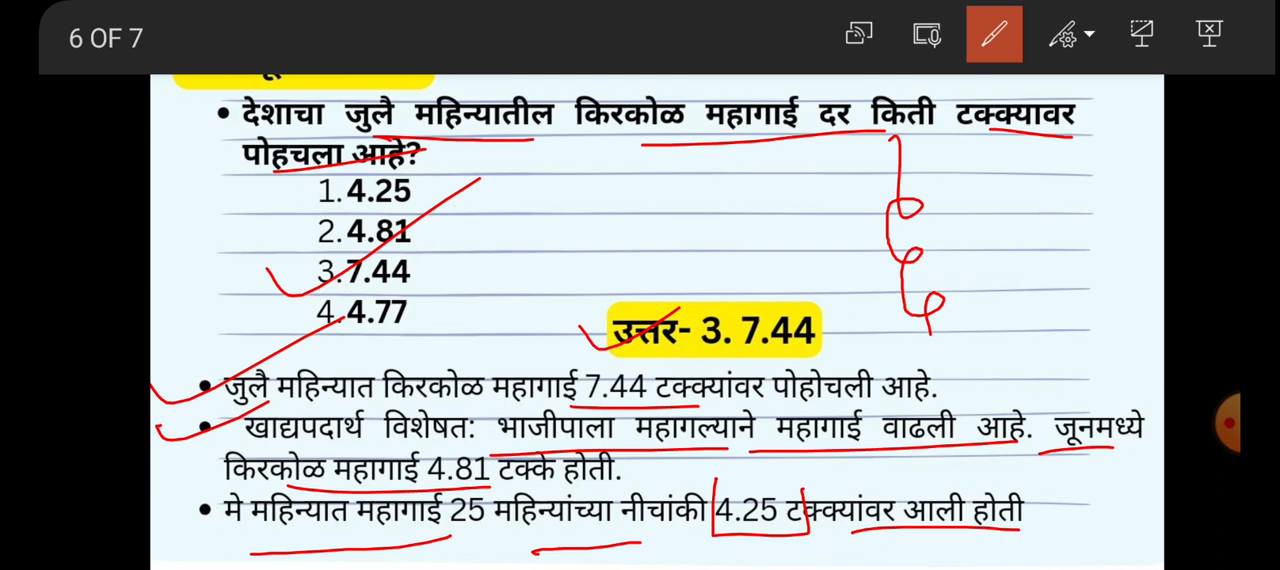 6 OF 7
• देशाचा जुलै महिन्यातील किरकोळ महागाई दर किती टक्क्यावर
पोहचला आहे?
1. 4.25
2. 4.81
3. 7.44
4. 4.77
उत्तर- 3. 7.44
• जुलै महिन्यात किरकोळ महागाई 7.44 टक्क्यांवर पोहोचली आहे.
• खाद्यपदार्थ विशेषत: भाजीपाला महागल्याने महागाई वाढली आहे. जूनमध्ये
किरकोळ महागाई 4.81 टक्के होती.
• मे महिन्यात महागाई 25 महिन्यांच्या नीचांकी 4.25 टक्क्यांवर आली होती